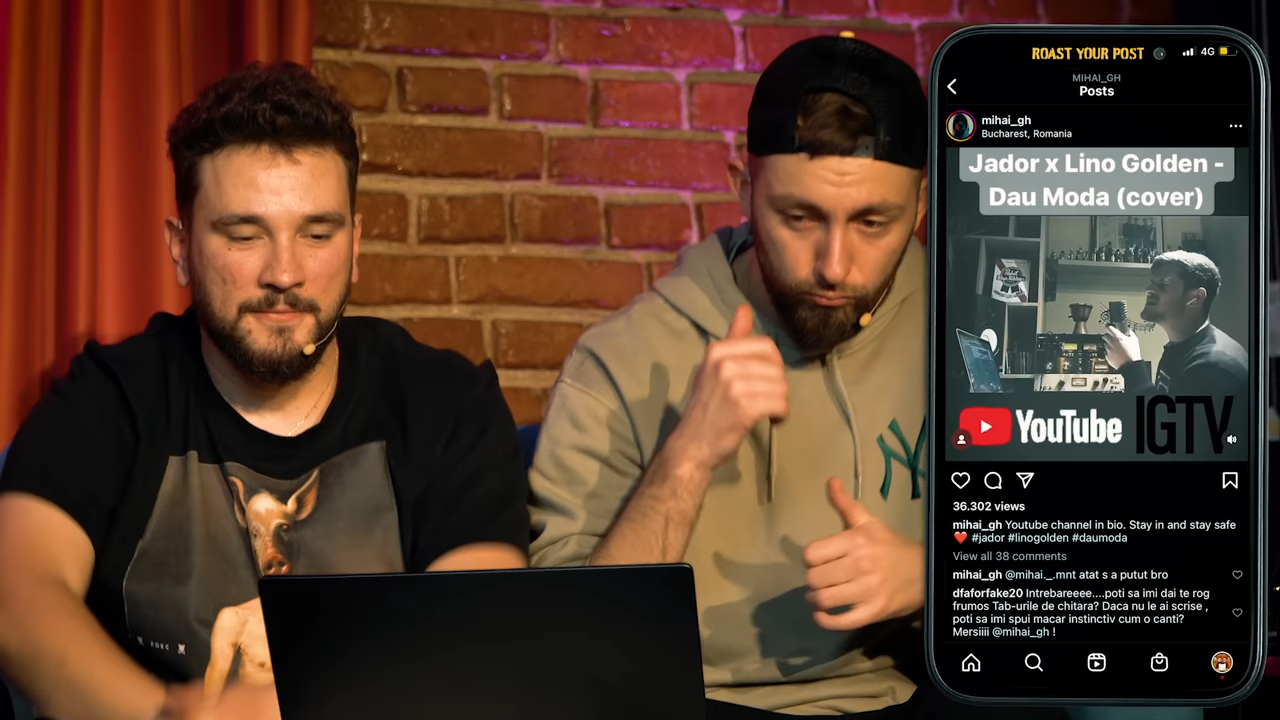 ROAST YOUR POST
4G
MIHAI_GH
Posts
mihai_gh
Bucharest, Romania
Jador x Lino Golden -
Dau Moda (cover)
YouTube IGTV
36.302 views
mihai_gh Youtube channel in bio. Stay in and stay safe
❤️ #jador #linogolden #daumoda
View all 38 comments
mihai_gh @mihai._.mnt atat s a putut bro
dfaforfake20 Intrebareeee....poti sa imi dai te rog
frumos Tab-urile de chitara? Daca nu le ai scrise ,
poti sa imi spui macar instinctiv cum o canti?
Mersiiii @mihai_gh !
NY